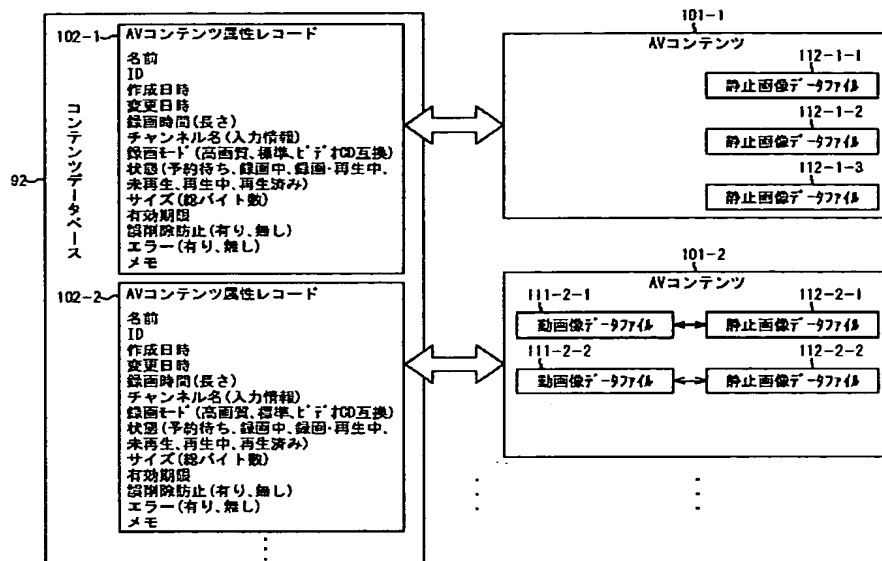 92
コンテンツデータベース
102-1
AVコンテンツ属性レコード
名前
ID
作成日時
変更日時
録画時間(長さ)
チャンネル名(入力情報)
録画モード(高画質、標準、ビデオCD互換)
状態(予約待ち、録画中、録画・再生中、
未再生、再生中、再生済み)
サイズ(総バイト数)
有効期限
誤削除防止(有り、無し)
エラー(有り、無し)
メモ
102-2
AVコンテンツ属性レコード
名前
ID
作成日時
変更日時
録画時間(長さ)
チャンネル名(入力情報)
録画モード(高画質、標準、ビデオCD互換)
状態(予約待ち、録画中、録画・再生中、
未再生、再生中、再生済み)
サイズ(総バイト数)
有効期限
誤削除防止(有り、無し)
エラー(有り、無し)
メモ
101-1
AVコンテンツ
112-1-1
静止画像データファイル
112-1-2
静止画像データファイル
112-1-3
静止画像データファイル
101-2
AVコンテンツ
111-2-1
動画像データファイル
112-2-1
静止画像データファイル
111-2-2
動画像データファイル
112-2-2
静止画像データファイル